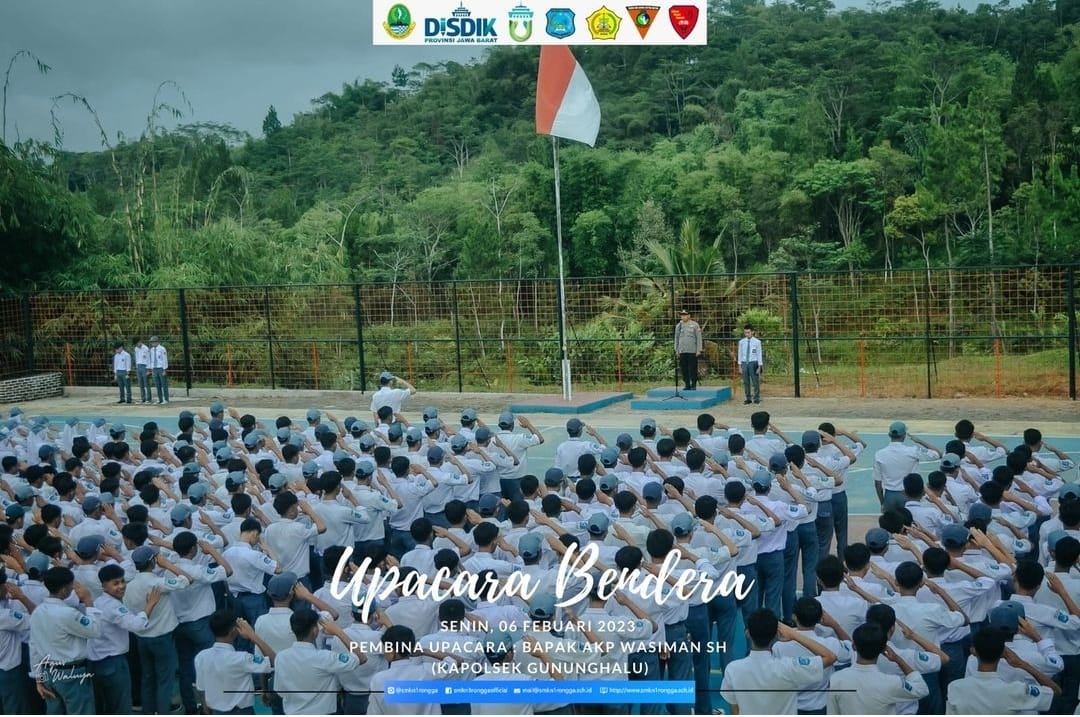 DISDIK
PROVINSI JAWA BARAT
Upacara Bendera
SENIN, 06 FEBUARI 2023
PEMBINA UPACARA : BAPAK AKP WASIMAN SH
(KAPOLSEK GUNUNGHALU)
Agus Waluya
@smkn1rongga smkn1ronggaofficial mail@smkn1rongga.sch.id http://www.smkn1rongga.sch.id